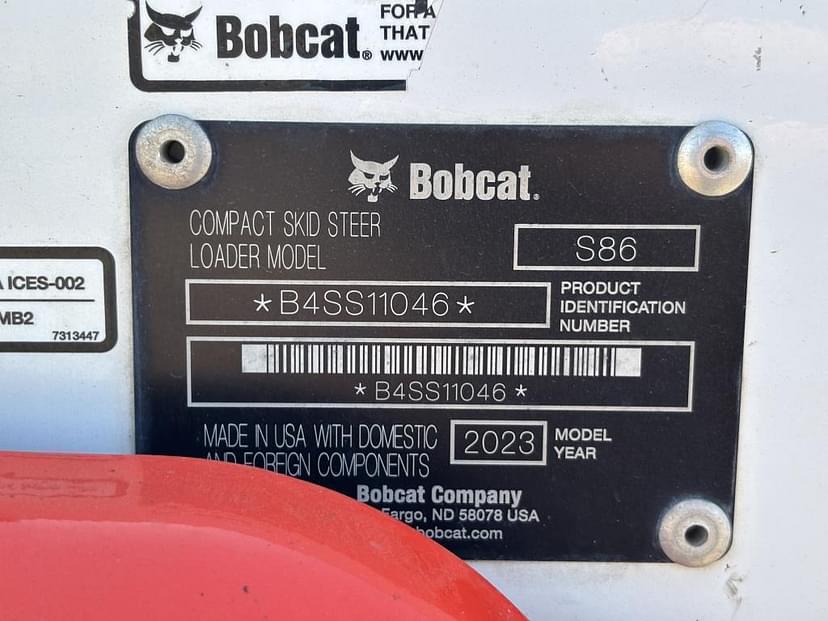 Bobcat®
FOR A
THAT
www
ICES-002
MB2
7313447
Bobcat®
COMPACT SKID STEER
LOADER MODEL
S86
*B4SS11046*
PRODUCT
IDENTIFICATION
NUMBER
*B4SS11046*
MADE IN USA WITH DOMESTIC
AND FOREIGN COMPONENTS
2023
MODEL
YEAR
Bobcat Company
Fargo, ND 58078 USA
bobcat.com